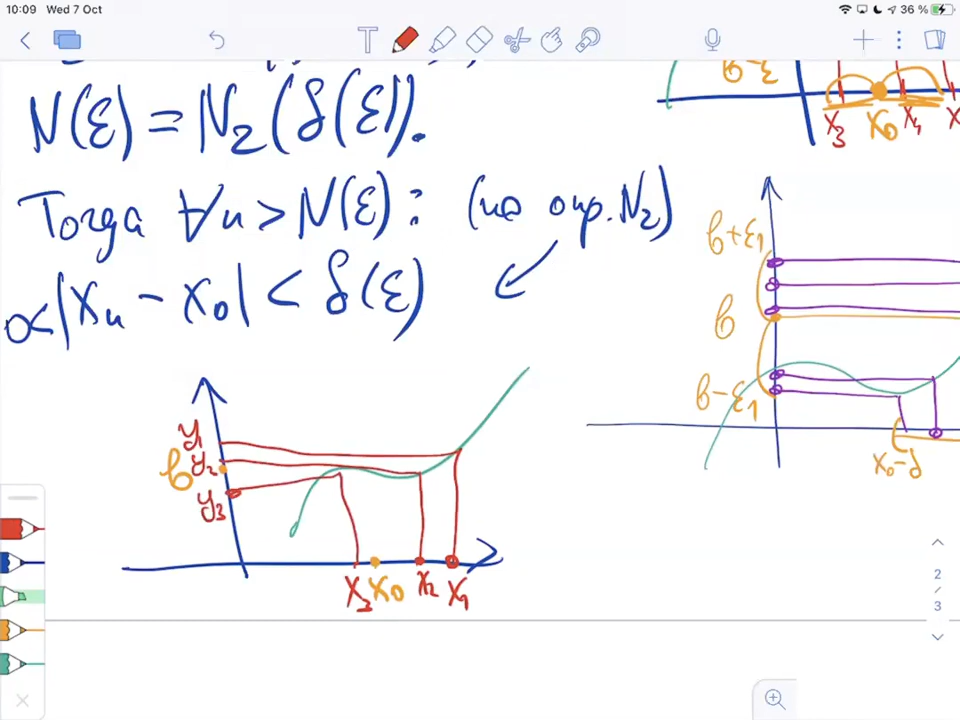 10:09 Wed 7 Oct
36 %
N(ε) = N₂(δ(ε)).
Тогда ∀n > N(ε): (по опр. N₂)
0<|xₙ - x₀| < δ(ε)
y₁
b y₂
y₃
x₃ x₀ x₂ x₁
b-ε
x₃ x₀ x₁ x
b+ε₁
b
b-ε₁
x₀-δ
2
/
3
T